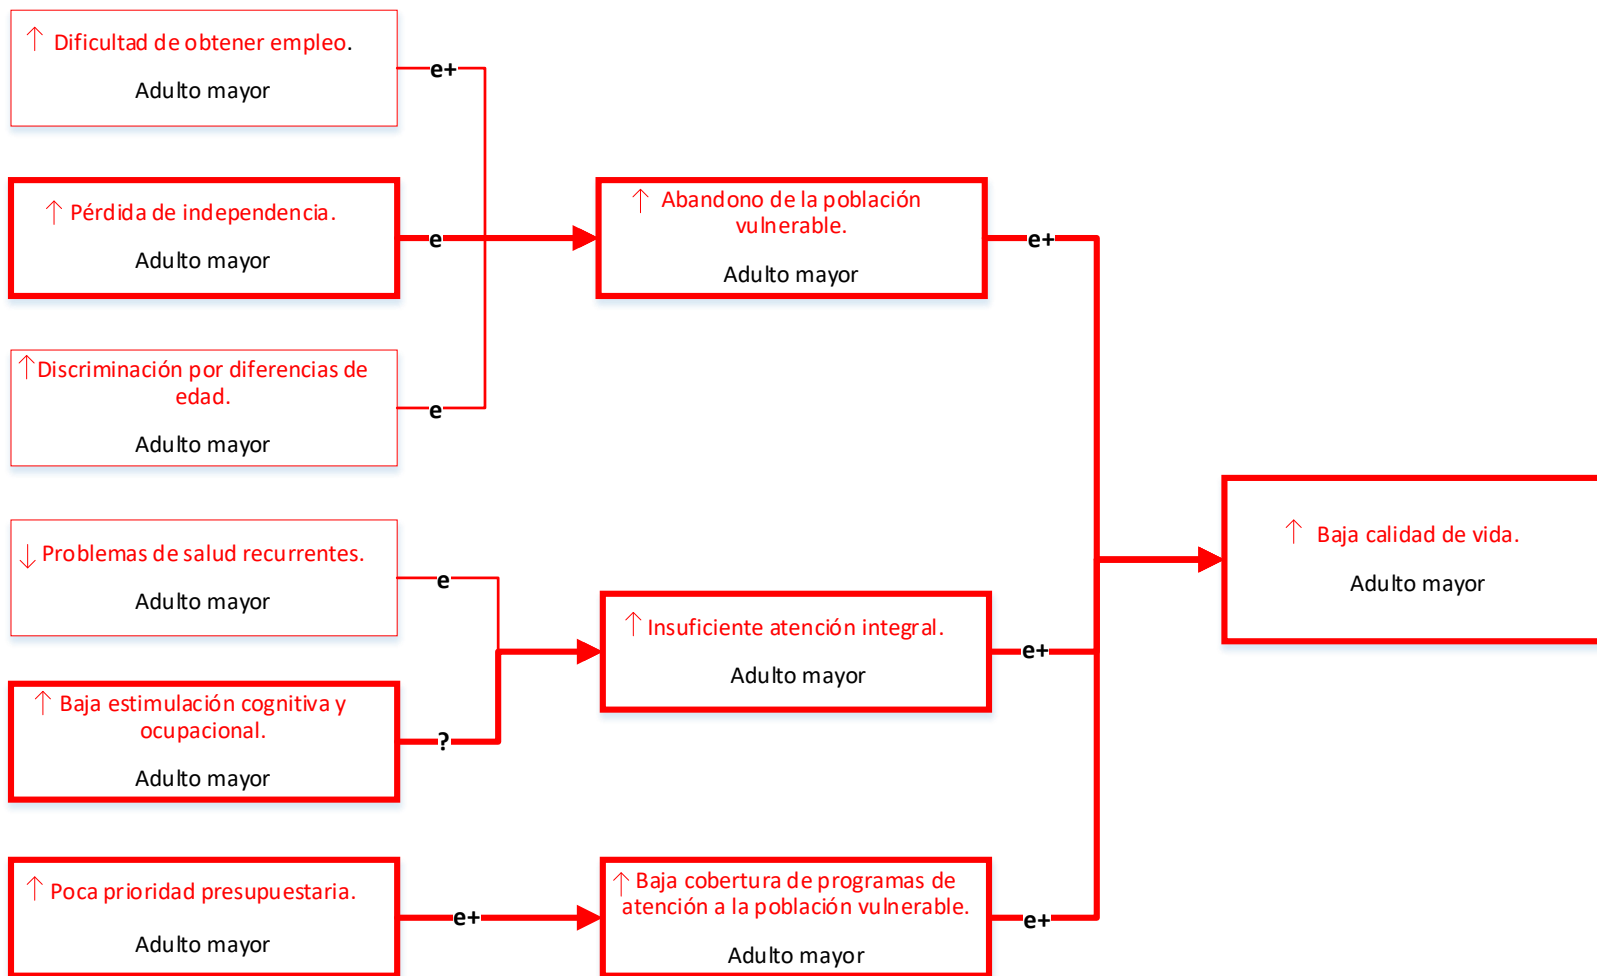 ↑ Dificultad de obtener empleo.
Adulto mayor
e+
↑ Pérdida de independencia.
Adulto mayor
e
↑ Discriminación por diferencias de
edad.
Adulto mayor
e
↑ Abandono de la población
vulnerable.
Adulto mayor
e+
↓ Problemas de salud recurrentes.
Adulto mayor
e
↑ Baja estimulación cognitiva y
ocupacional.
Adulto mayor
?
↑ Insuficiente atención integral.
Adulto mayor
e+
↑ Poca prioridad presupuestaria.
Adulto mayor
e+
↑ Baja cobertura de programas de
atención a la población vulnerable.
Adulto mayor
e+
↑ Baja calidad de vida.
Adulto mayor